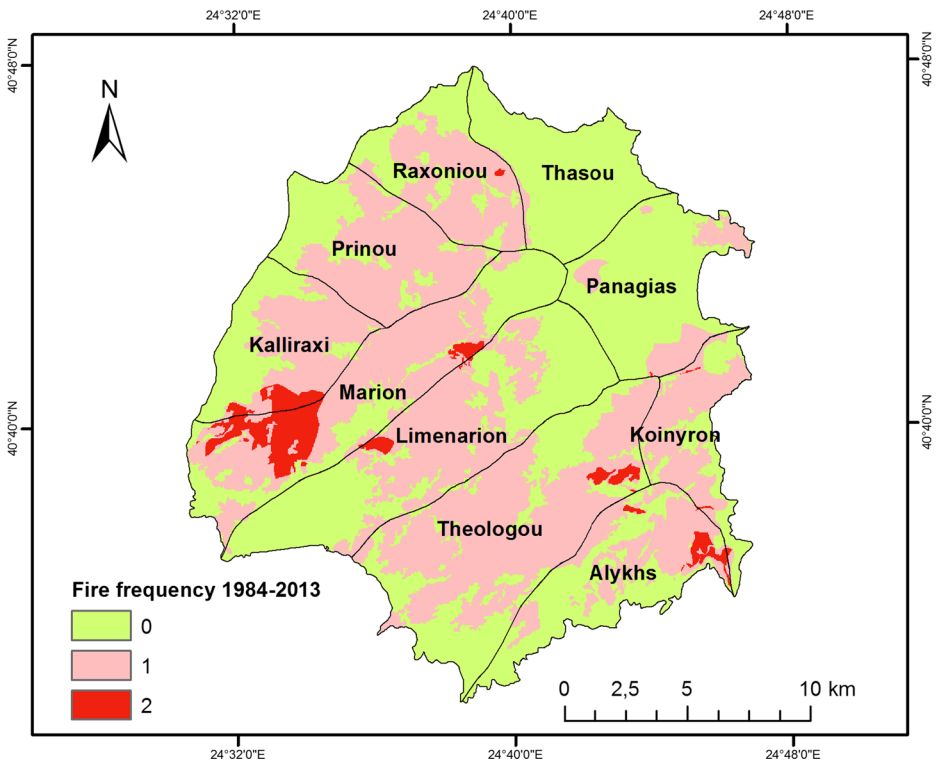 24°32'0"E 24°40'0"E 24°48'0"E
40°48'0"N
40°48'0"N
N
Raxoniou
Thasou
Prinou
Panagias
Kalliraxi
Marion
40°40'0"N
Limenarion
Koinyron
40°40'0"N
Theologou
Alykhs
Fire frequency 1984-2013
0
1
2
0 2,5 5 10 km
24°32'0"E 24°40'0"E 24°48'0"E